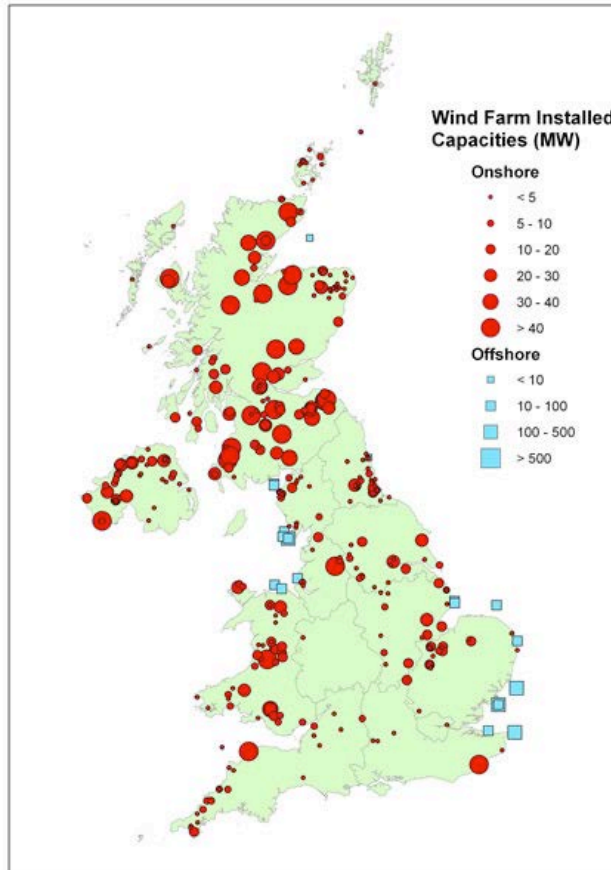 Wind Farm Installed
Capacities (MW)
Onshore
< 5
5 - 10
10 - 20
20 - 30
30 - 40
> 40
Offshore
< 10
10 - 100
100 - 500
> 500